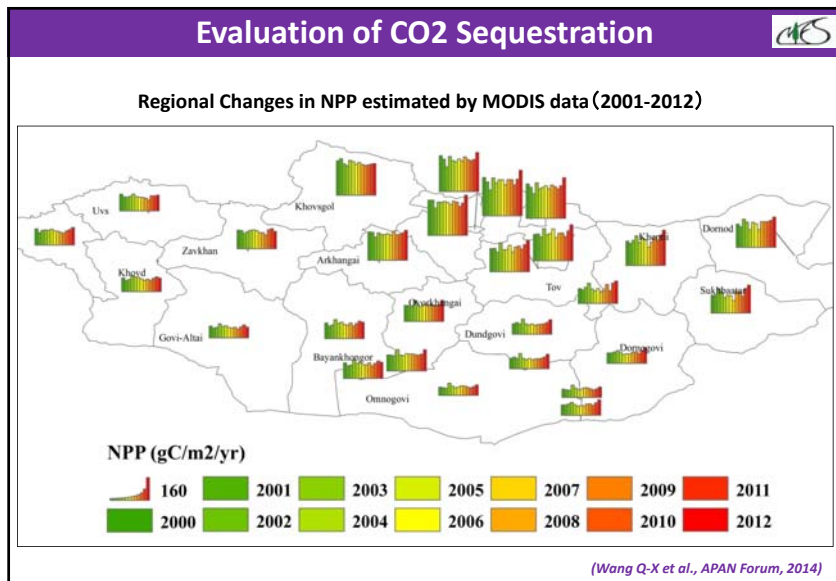 Evaluation of CO2 Sequestration
Regional Changes in NPP estimated by MODIS data(2001-2012)
Uvs
Khovsgol
Zavkhan
Arkhangai
Khovd
Khentii
Dornod
Tov
Sukhbaatar
Ovorkhangai
Govi-Altai
Dundgovi
Bayankhongor
Dornogovi
Omnogovi
NPP (gC/m2/yr)
160 2001 2003 2005 2007 2009 2011
2000 2002 2004 2006 2008 2010 2012
(Wang Q-X et al., APAN Forum, 2014)